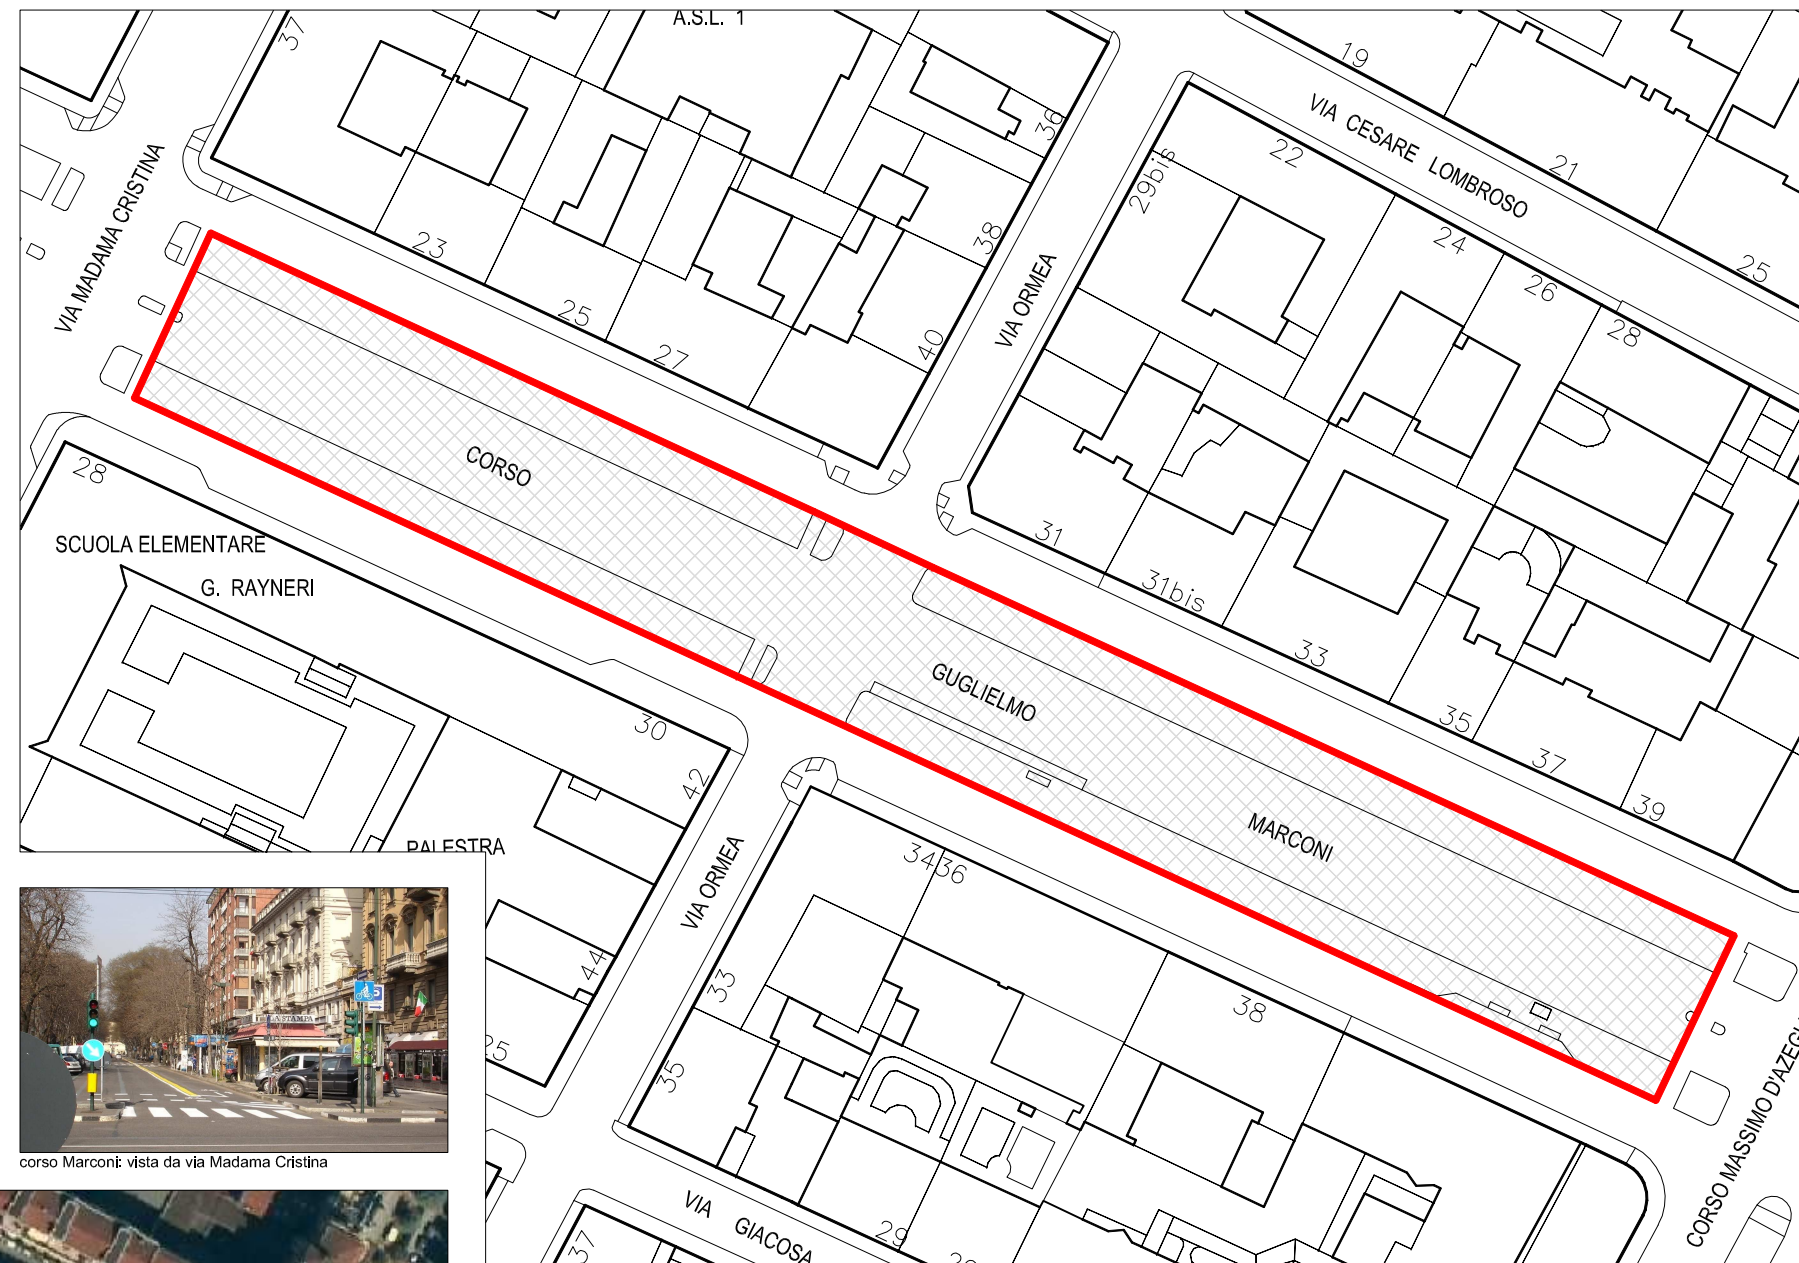 A.S.L. 1
37
19
36
VIA CESARE LOMBROSO
22
21
29bis
VIA MADAMA CRISTINA
23
38
24
25
26
VIA ORMEA
25
28
27
40
CORSO
28
31
SCUOLA ELEMENTARE
G. RAYNERI
31bis
33
GUGLIELMO
30
35
37
42
39
MARCONI
PALESTRA
34
36
VIA ORMEA
44
33
38
25
35
LA STAMPA
corso Marconi: vista da via Madama Cristina
VIA GIACOSA
29
37
CORSO MASSIMO D'AZEGLI